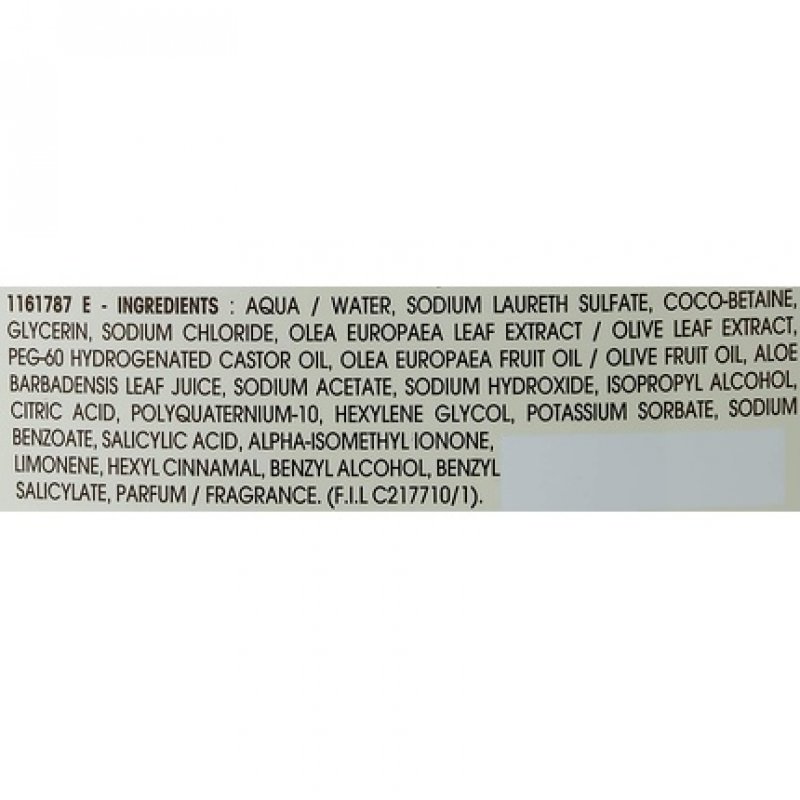 1161787 E - INGREDIENTS : AQUA / WATER, SODIUM LAURETH SULFATE, COCO-BETAINE,
GLYCERIN, SODIUM CHLORIDE, OLEA EUROPAEA LEAF EXTRACT / OLIVE LEAF EXTRACT,
PEG-60 HYDROGENATED CASTOR OIL, OLEA EUROPAEA FRUIT OIL / OLIVE FRUIT OIL, ALOE
BARBADENSIS LEAF JUICE, SODIUM ACETATE, SODIUM HYDROXIDE, ISOPROPYL ALCOHOL,
CITRIC ACID, POLYQUATERNIUM-10, HEXYLENE GLYCOL, POTASSIUM SORBATE, SODIUM
BENZOATE, SALICYLIC ACID, ALPHA-ISOMETHYL IONONE,
LIMONENE, HEXYL CINNAMAL, BENZYL ALCOHOL, BENZYL
SALICYLATE, PARFUM / FRAGRANCE. (F.I.L C217710/1).